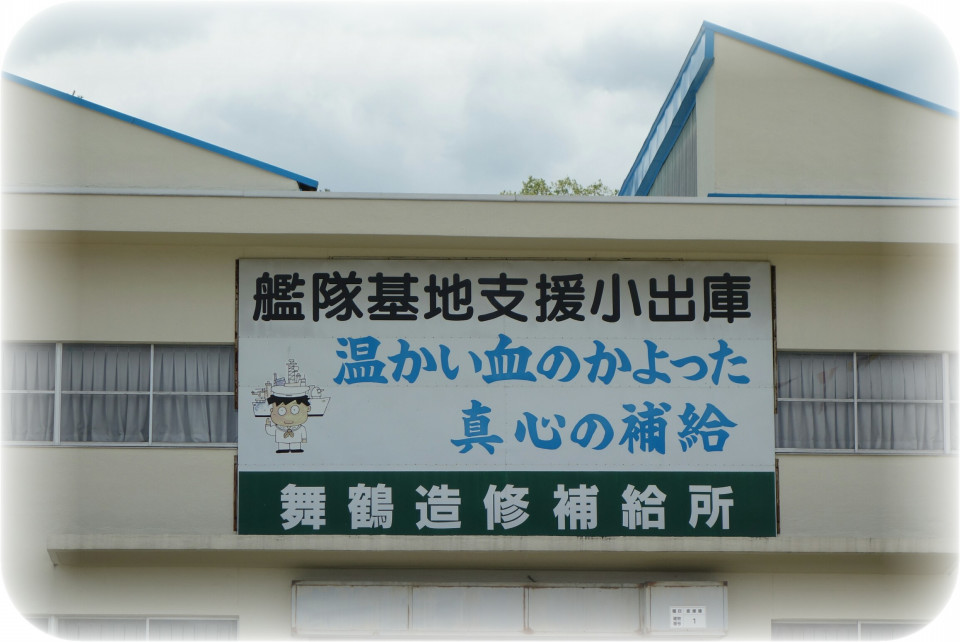 艦隊基地支援小出庫
温かい血のかよった
真心の補給
舞鶴造修補給所
1